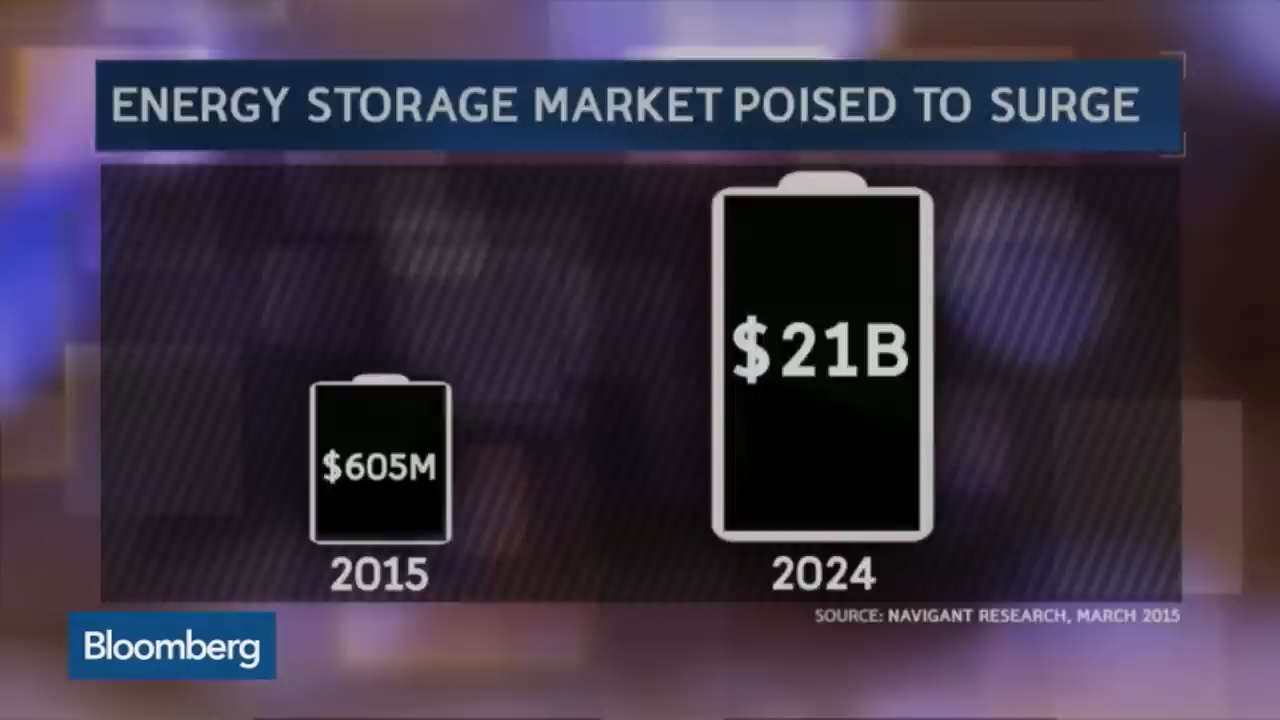 ENERGY STORAGE MARKET POISED TO SURGE
$21B
$605M
2015
2024
SOURCE: NAVIGANT RESEARCH, MARCH 2015
Bloomberg